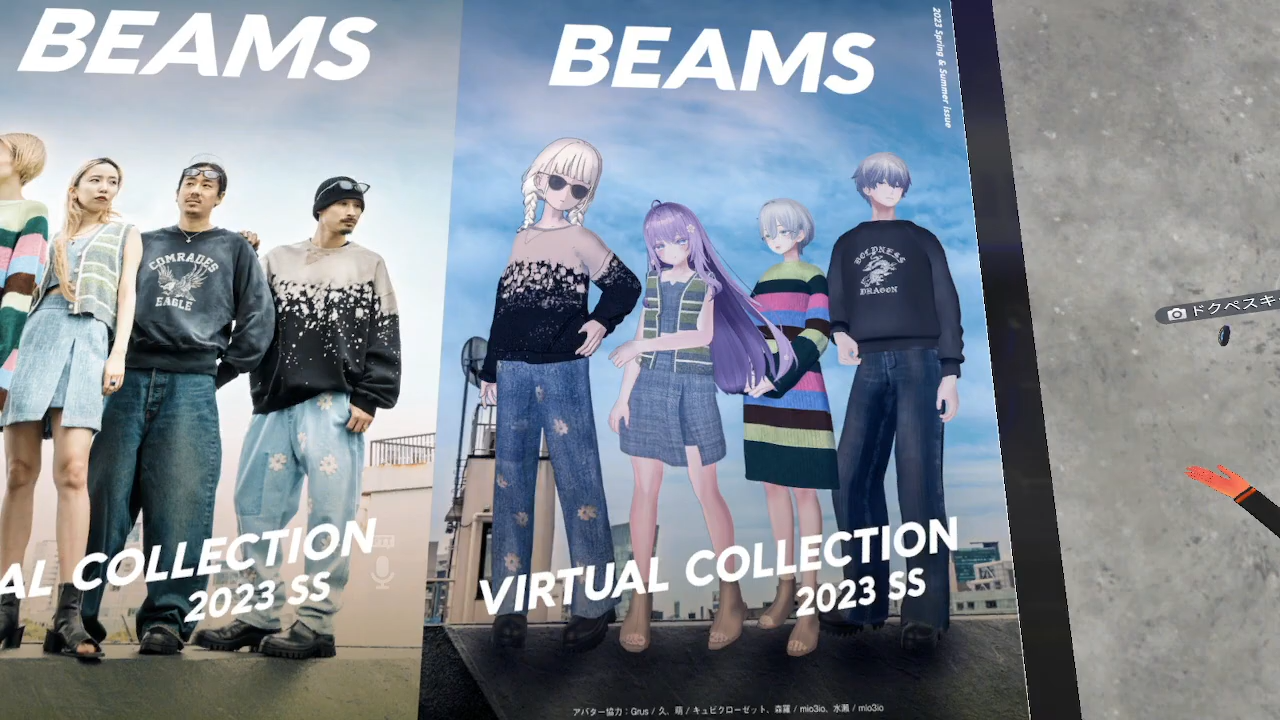 BEAMS
COMRADES
EAGLE
AL COLLECTION
2023 SS
BEAMS
2023 Spring & Summer issue
BOLDNESS
DRAGON
VIRTUAL COLLECTION
2023 SS
アバター協力：Grus / 久、萌 / キュビクローゼット、森羅 / mio3io、水瀬 / mio3io
ドクペスキ